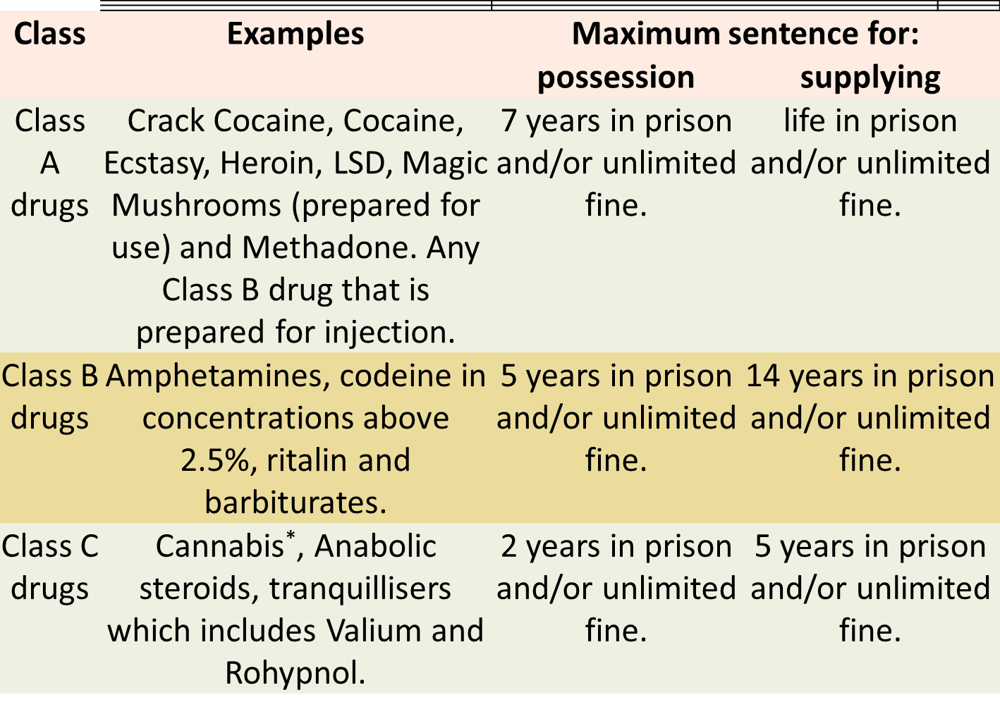 Class Examples Maximum sentence for:
possession supplying
Class Crack Cocaine, Cocaine, 7 years in prison life in prison
A Ecstasy, Heroin, LSD, Magic and/or unlimited and/or unlimited
drugs Mushrooms (prepared for fine. fine.
use) and Methadone. Any
Class B drug that is
prepared for injection.
Class B Amphetamines, codeine in 5 years in prison 14 years in prison
drugs concentrations above and/or unlimited and/or unlimited
2.5%, ritalin and fine. fine.
barbiturates.
Class C Cannabis*, Anabolic 2 years in prison 5 years in prison
drugs steroids, tranquillisers and/or unlimited and/or unlimited
which includes Valium and fine. fine.
Rohypnol.